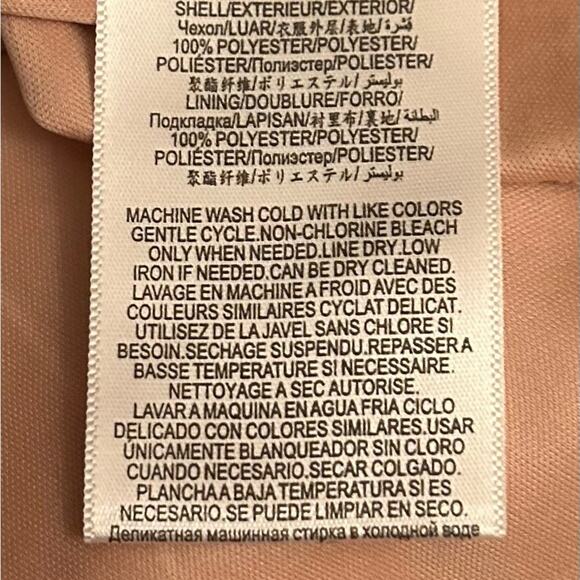 SHELL/EXTERIEUR/EXTERIOR/
Чехол/LUAR/衣服外层/表地/قشرة/
100% POLYESTER/POLYESTER/
POLIÉSTER/Полиэстер/POLIESTER/
聚酯纤维/ポリエステル/بوليستر/
LINING/DOUBLURE/FORRO/
Подкладка/LAPISAN/衬里布/裏地/البطانة/
100% POLYESTER/POLYESTER/
POLIÉSTER/Полиэстер/POLIESTER/
聚酯纤维/ポリエステル/بوليستر/
MACHINE WASH COLD WITH LIKE COLORS
GENTLE CYCLE.NON-CHLORINE BLEACH
ONLY WHEN NEEDED.LINE DRY.LOW
IRON IF NEEDED.CAN BE DRY CLEANED.
LAVAGE EN MACHINE A FROID AVEC DES
COULEURS SIMILAIRES CYCLAT DELICAT.
UTILISEZ DE LA JAVEL SANS CHLORE SI
BESOIN.SECHAGE SUSPENDU.REPASSER A
BASSE TEMPERATURE SI NECESSAIRE.
NETTOYAGE A SEC AUTORISE.
LAVAR A MAQUINA EN AGUA FRIA CICLO
DELICADO CON COLORES SIMILARES.USAR
ÚNICAMENTE BLANQUEADOR SIN CLORO
CUANDO NECESARIO.SECAR COLGADO.
PLANCHA A BAJA TEMPERATURA SI ES
NECESARIO.SE PUEDE LIMPIAR EN SECO.
Деликатная машинная стирка в холодной воде